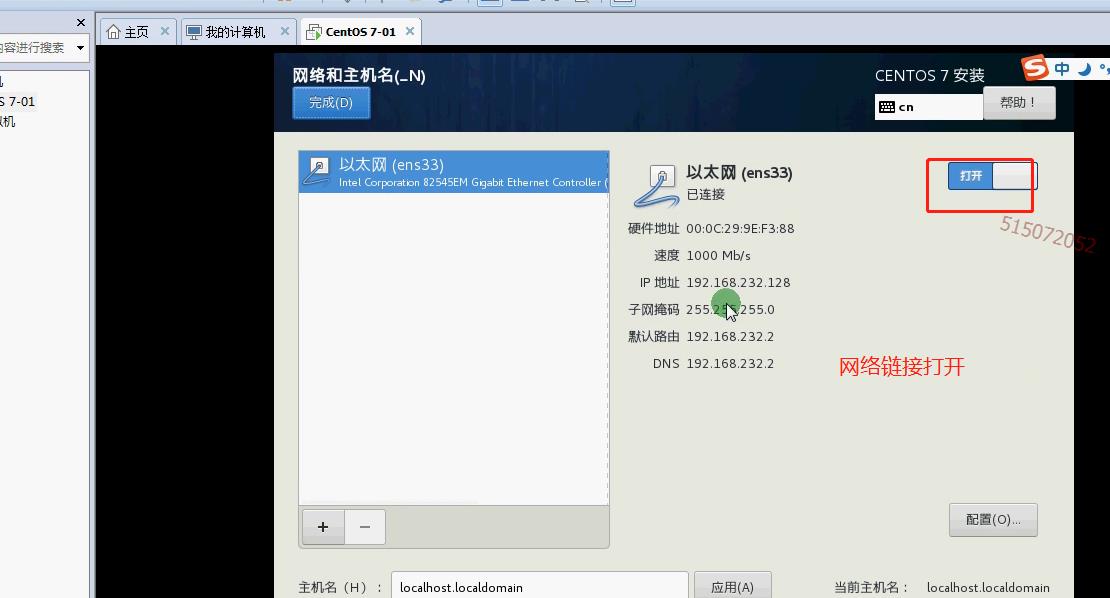 主页
我的计算机
CentOS 7-01
内容进行搜索
S 7-01
网络和主机名(_N)
完成(D)
CENTOS 7 安装
中
cn
帮助！
以太网 (ens33)
Intel Corporation 82545EM Gigabit Ethernet Controller (
以太网 (ens33)
已连接
打开
515072052
硬件地址 00:0C:29:9E:F3:88
速度 1000 Mb/s
IP 地址 192.168.232.128
子网掩码 255.255.255.0
默认路由 192.168.232.2
DNS 192.168.232.2
网络链接打开
+ −
配置(O)...
主机名（H）： localhost.localdomain 应用(A) 当前主机名： localhost.localdomain